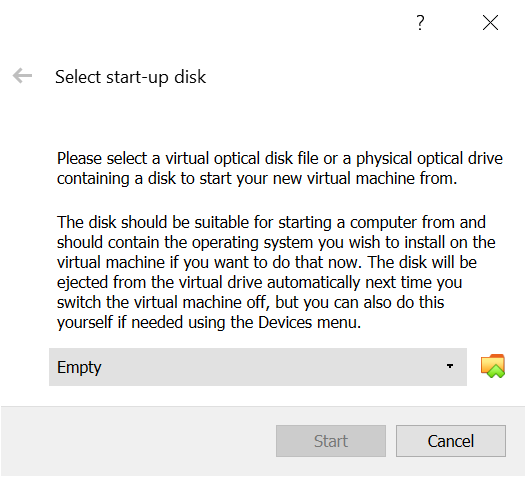 ?
Select start-up disk
Please select a virtual optical disk file or a physical optical drive
containing a disk to start your new virtual machine from.
The disk should be suitable for starting a computer from and
should contain the operating system you wish to install on the
virtual machine if you want to do that now. The disk will be
ejected from the virtual drive automatically next time you
switch the virtual machine off, but you can also do this
yourself if needed using the Devices menu.
Empty
Start Cancel